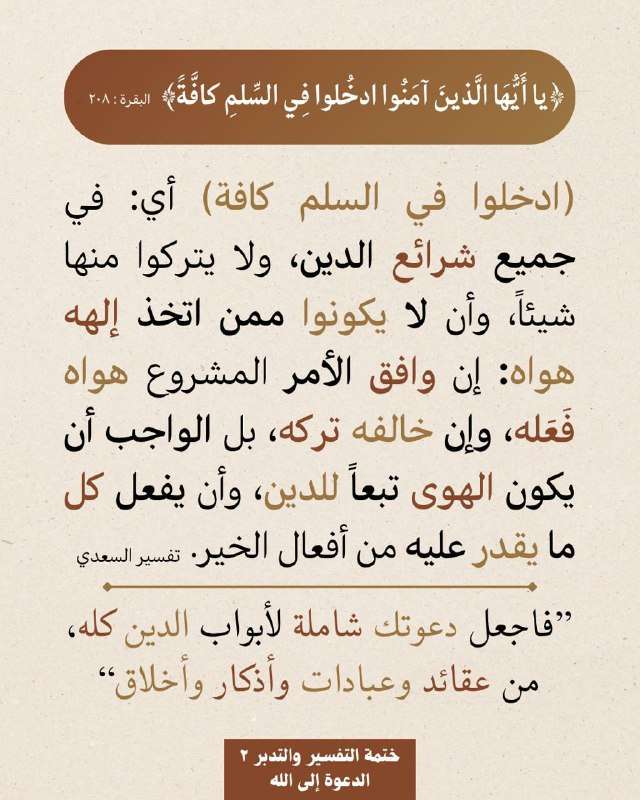 ﴿يا أَيُّهَا الَّذينَ آمَنُوا ادخُلوا فِي السِّلمِ كافَّةً﴾ البقرة : ٢٠٨
(ادخلوا في السلم كافة) أي: في
جميع شرائع الدين، ولا يتركوا منها
شيئاً، وأن لا يكونوا ممن اتخذ إلهه
هواه: إن وافق الأمر المشروع هواه
فَعَله، وإن خالفه تركه، بل الواجب أن
يكون الهوى تبعاً للدين، وأن يفعل كل
ما يقدر عليه من أفعال الخير. تفسير السعدي
”فاجعل دعوتك شاملة لأبواب الدين كله،
من عقائد وعبادات وأذكار وأخلاق“
ختمة التفسير والتدبر ٢
الدعوة إلى الله